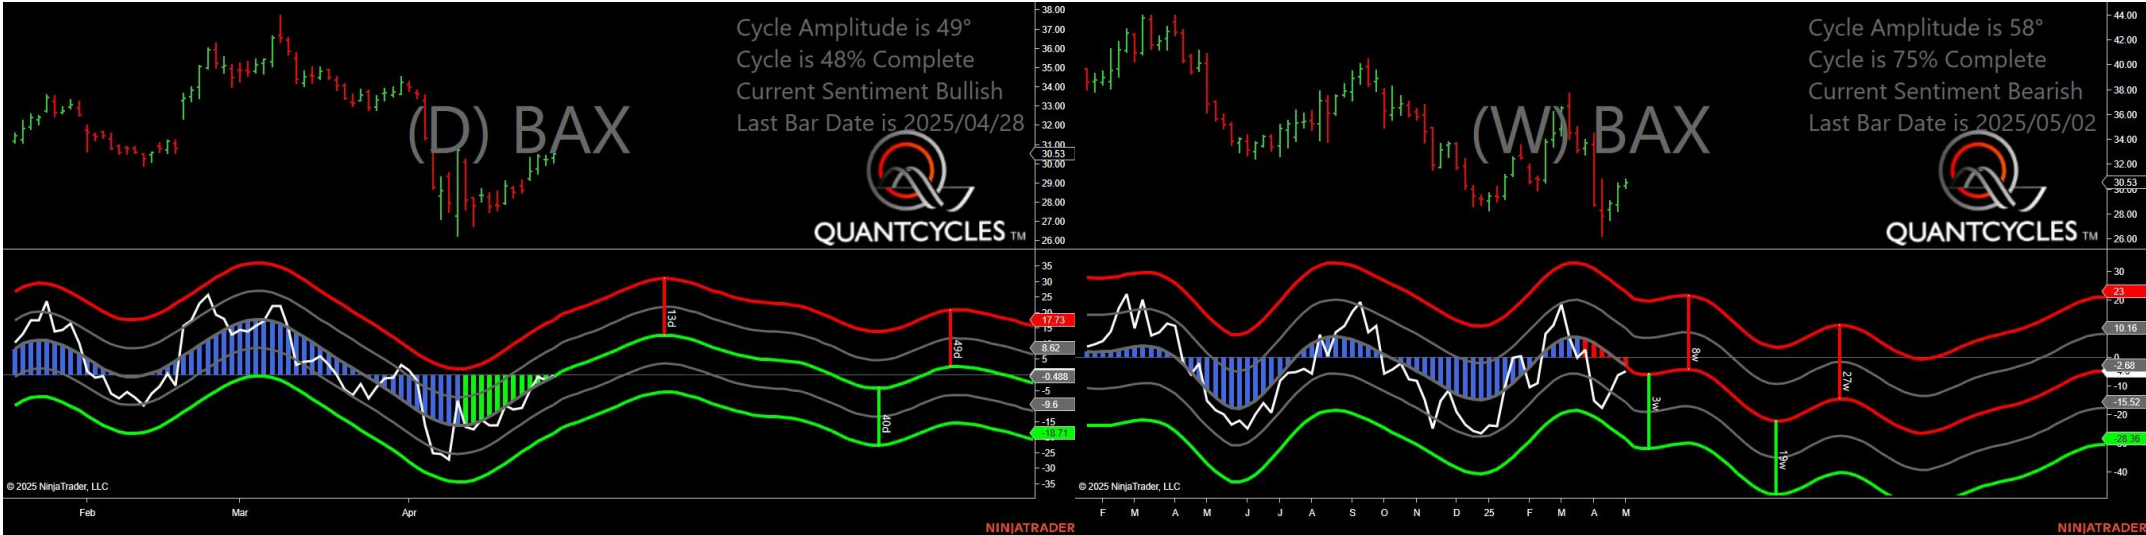 Cycle Amplitude is 49°
Cycle is 48% Complete
Current Sentiment Bullish
Last Bar Date is 2025/04/28
(D) BAX
QUANTCYCLES TM
38.00
37.00
36.00
35.00
34.00
33.00
32.00
31.00
30.53
30.00
29.00
28.00
27.00
26.00
35
30
25
20
17.73
15
8.62
5
-0.488
-5
-9.6
-15
-18.71
-25
-30
-35
13d
40d
49d
© 2025 NinjaTrader, LLC
Feb Mar Apr
NINJATRADER
Cycle Amplitude is 58°
Cycle is 75% Complete
Current Sentiment Bearish
Last Bar Date is 2025/05/02
(W) BAX
QUANTCYCLES TM
44.00
42.00
40.00
38.00
36.00
34.00
32.00
30.53
30.00
28.00
26.00
30
23
20
10.16
0
-2.68
-10
-15.52
-20
-28.36
-40
3w
8w
19w
27w
© 2025 NinjaTrader, LLC
F M A M J J A S O N D 25 F M A M
NINJATRADER